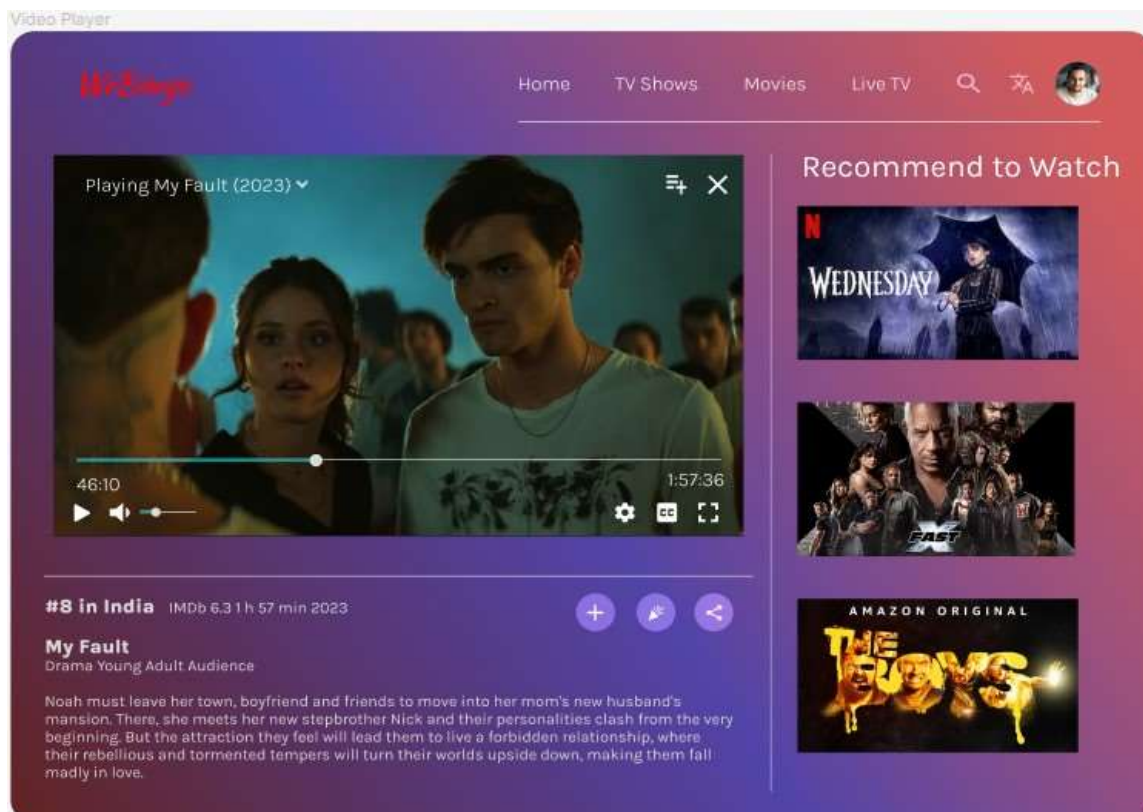 Video Player
Home TV Shows Movies Live TV
Playing My Fault (2023)
46:10
1:57:36
CC
#8 in India IMDb 6.3 1 h 57 min 2023
My Fault
Drama Young Adult Audience
Noah must leave her town, boyfriend and friends to move into her mom's new husband's
mansion. There, she meets her new stepbrother Nick and their personalities clash from the very
beginning. But the attraction they feel will lead them to live a forbidden relationship, where
their rebellious and tormented tempers will turn their worlds upside down, making them fall
madly in love.
Recommend to Watch
N
WEDNESDAY
FAST X
AMAZON ORIGINAL
THE
BOYS